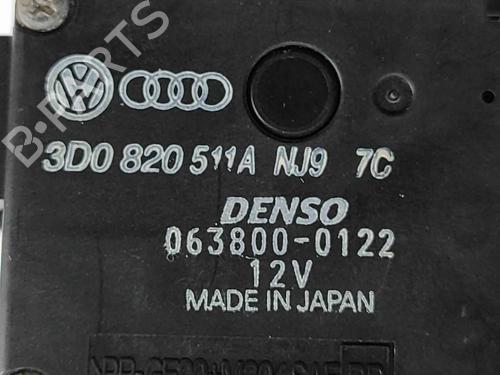 B-PARTS
3D0 820 511A NJ9 7C
DENSO
063800-0122
12V
MADE IN JAPAN